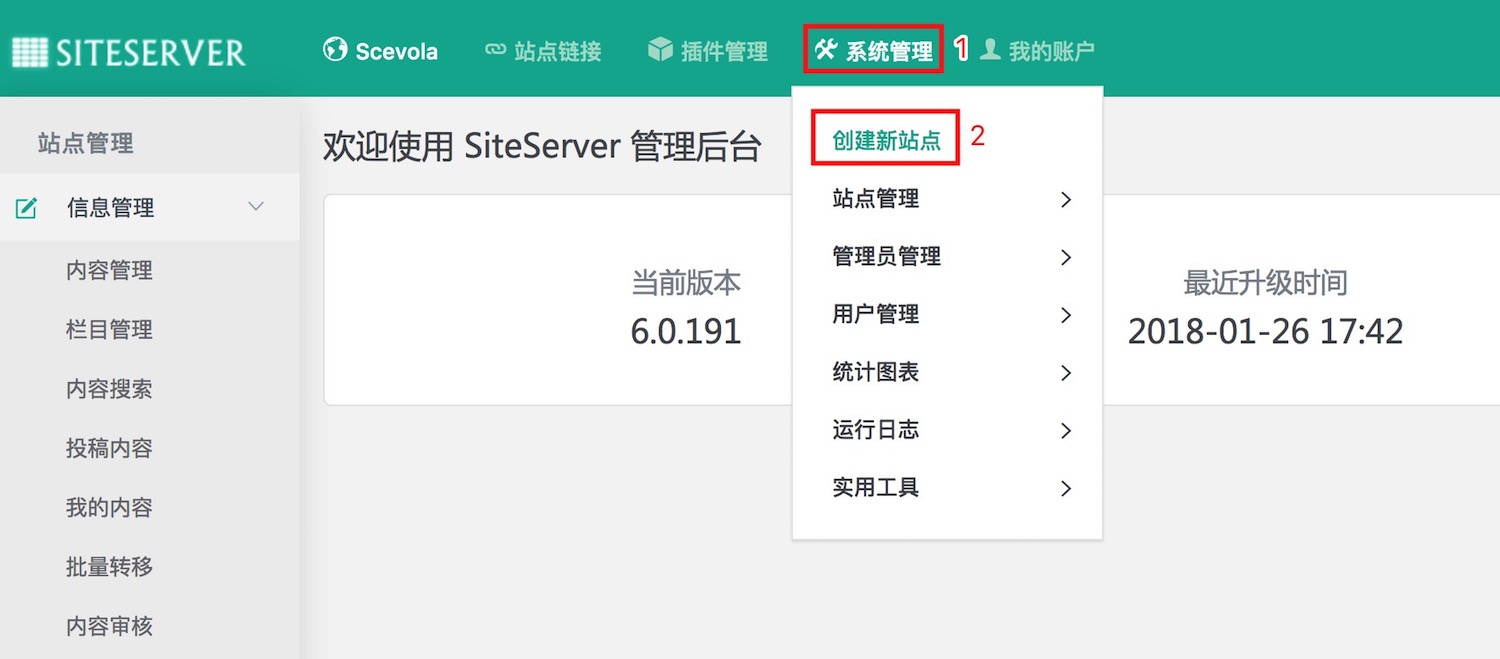 SITESERVER
Scevola 站点链接 插件管理 系统管理 1 我的账户
站点管理
信息管理
内容管理
栏目管理
内容搜索
投稿内容
我的内容
批量转移
内容审核
欢迎使用 SiteServer 管理后台
当前版本
6.0.191
创建新站点 2
站点管理
管理员管理
用户管理
统计图表
运行日志
实用工具
最近升级时间
2018-01-26 17:42